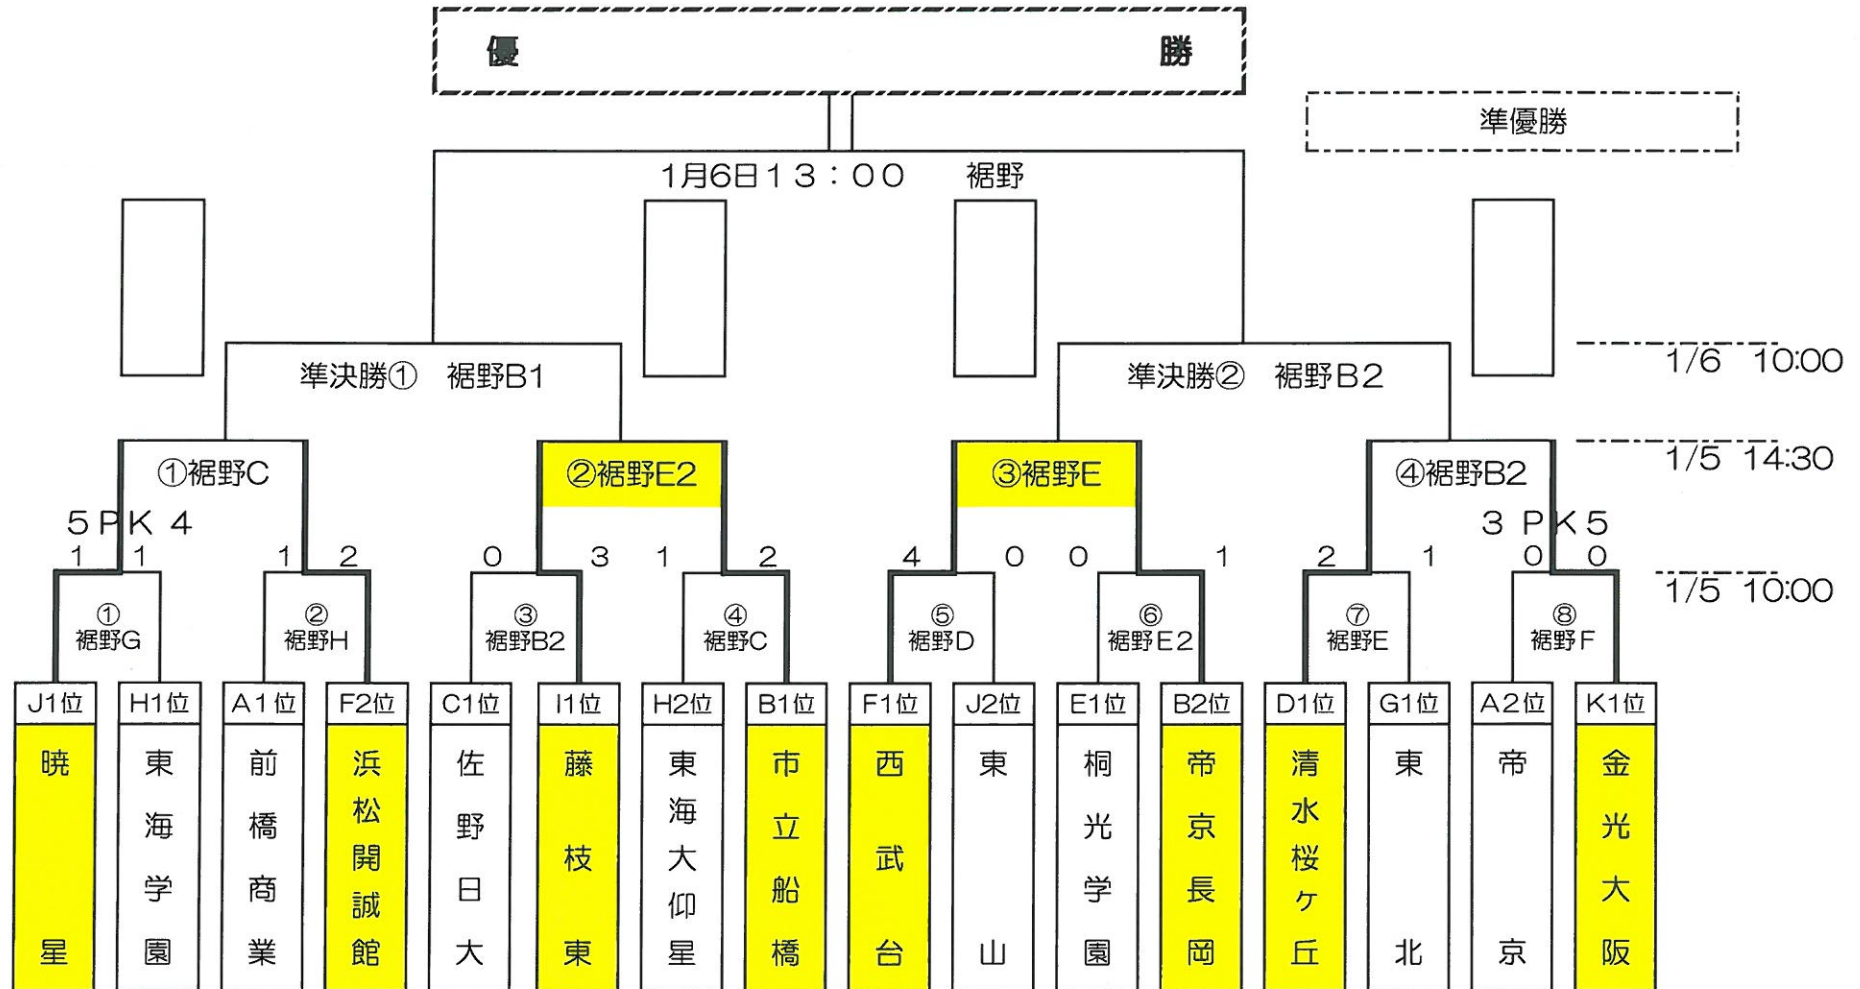 優 勝
準優勝
1月6日13：00 裾野
準決勝① 裾野B1
準決勝② 裾野B2
1/6 10:00
①裾野C
②裾野E2
③裾野E
④裾野B2
1/5 14:30
5 PK 4
3 PK 5
1 1 1 2 0 3 1 2 4 0 0 1 2 1 0 0
1/5 10:00
① ② ③ ④ ⑤ ⑥ ⑦ ⑧
裾野G 裾野H 裾野B2 裾野C 裾野D 裾野E2 裾野E 裾野F
J1位 H1位 A1位 F2位 C1位 I1位 H2位 B1位 F1位 J2位 E1位 B2位 D1位 G1位 A2位 K1位
暁星
東海学園
前橋商業
浜松開誠館
佐野日大
藤枝東
東海大仰星
市立船橋
西武台
東山
桐光学園
帝京長岡
清水桜ケ丘
東北
帝京
金光大阪